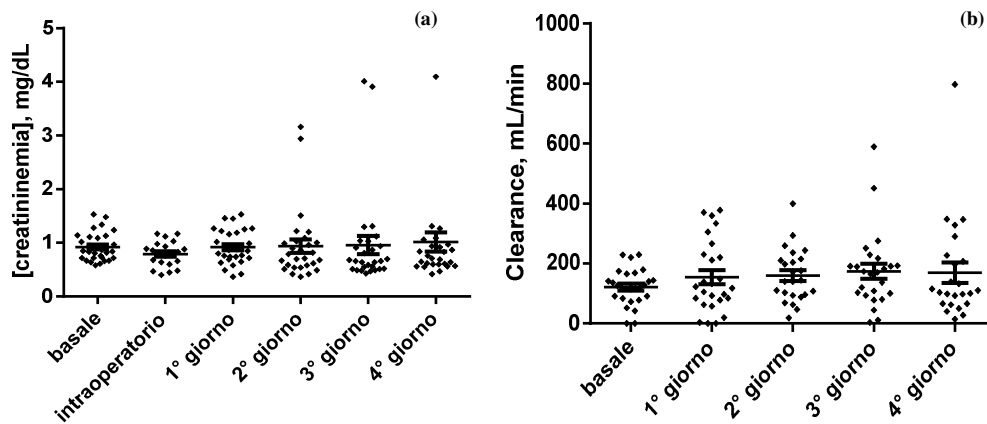 (a)
[creatininemia], mg/dL
5
4
3
2
1
0
basale
intraoperatorio
1° giorno
2° giorno
3° giorno
4° giorno
(b)
Clearance, mL/min
1000
800
600
400
200
0
basale
1° giorno
2° giorno
3° giorno
4° giorno